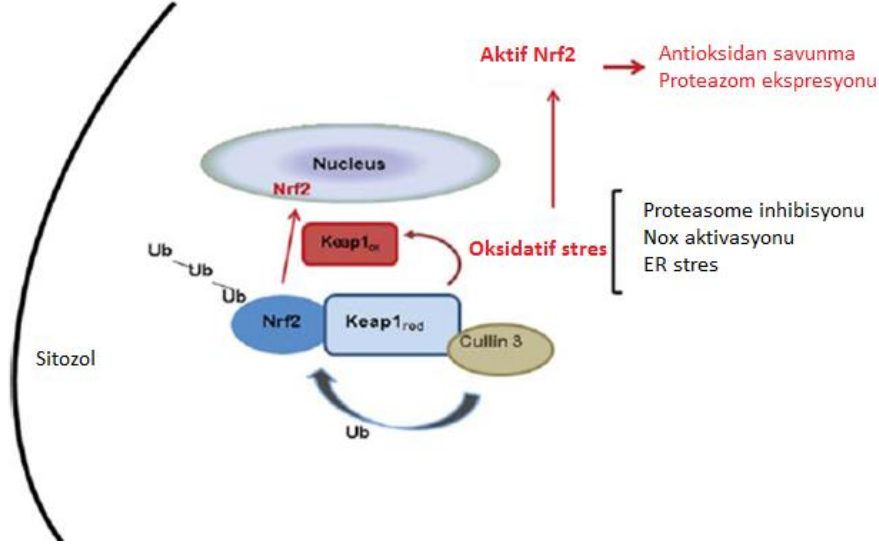 Aktif Nrf2
Antioksidan savunma
Proteazom ekspresyonu
Nucleus
Nrf2
Proteasome inhibisyonu
Nox aktivasyonu
ER stres
Keap1ox
Oksidatif stres
Ub
Ub
Ub
Nrf2
Keap1red
Cullin 3
Sitozol
Ub